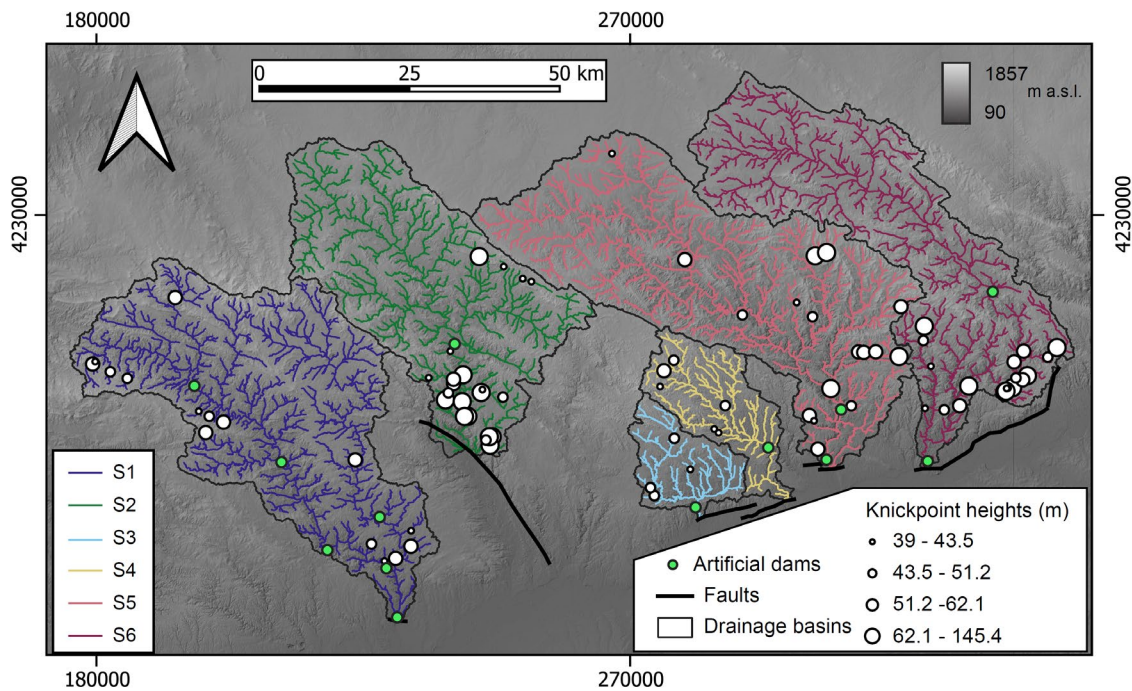 180000
270000
0 25 50 km
1857
m a.s.l.
90
4230000
4230000
S1
S2
S3
S4
S5
S6
Artificial dams
Faults
Drainage basins
Knickpoint heights (m)
39 - 43.5
43.5 - 51.2
51.2 -62.1
62.1 - 145.4
180000
270000